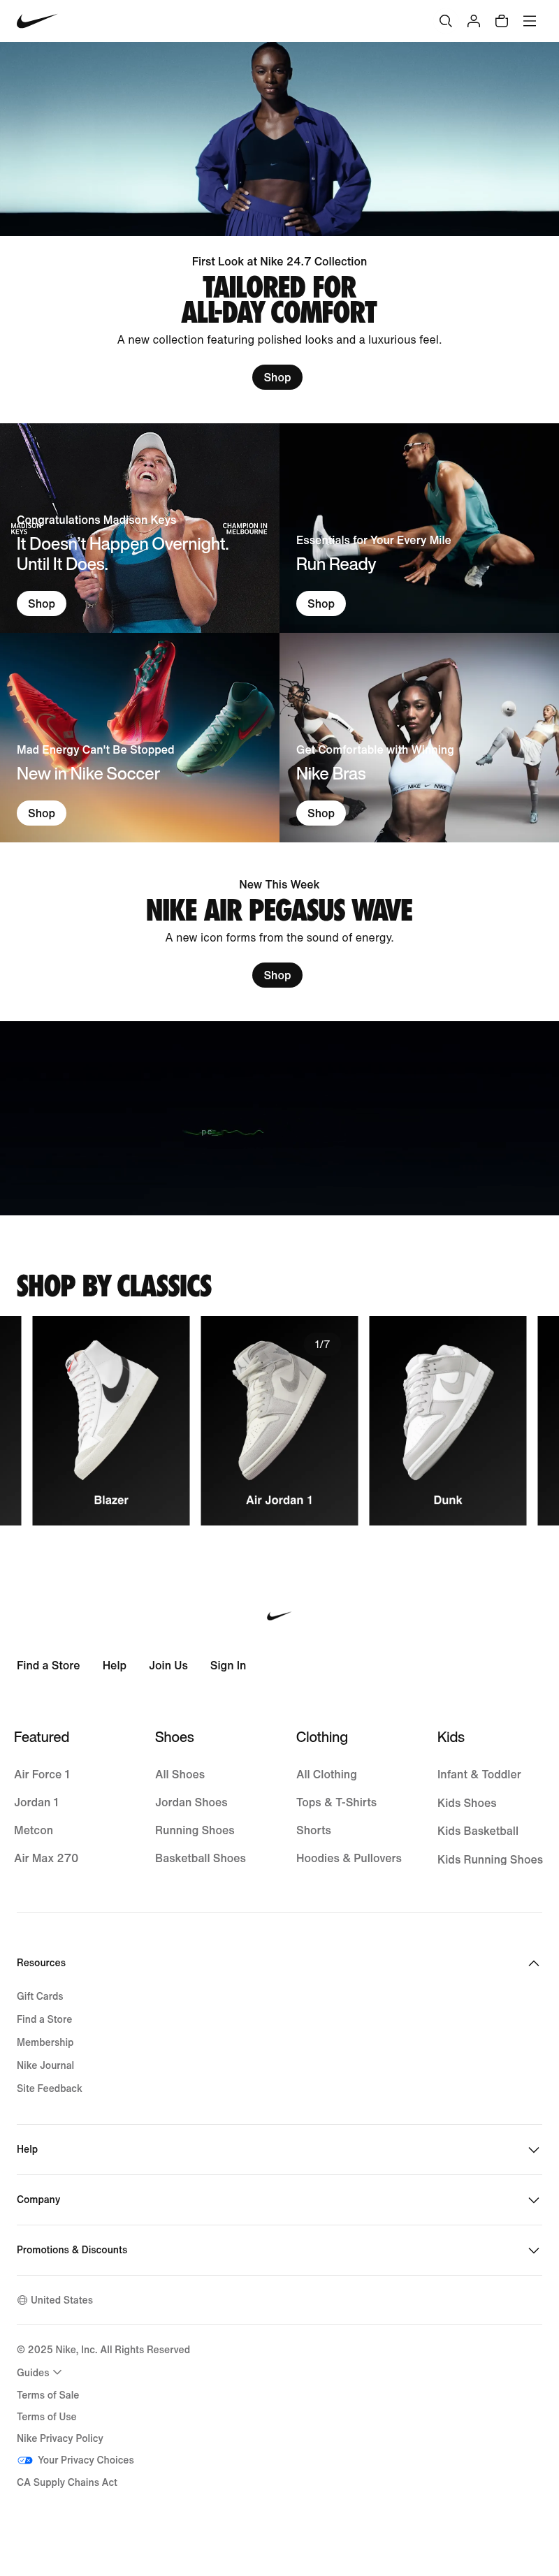 First Look at Nike 24.7 Collection
TAILORED FOR
ALL-DAY COMFORT
A new collection featuring polished looks and a luxurious feel.
Shop
Congratulations Madison Keys
MADISON
KEYS
CHAMPION IN
MELBOURNE
It Doesn't Happen Overnight.
Until It Does.
Shop
Essentials for Your Every Mile
Run Ready
Shop
Mad Energy Can't Be Stopped
New in Nike Soccer
Shop
Get Comfortable with Winning
Nike Bras
NIKE NIKE
Shop
New This Week
NIKE AIR PEGASUS WAVE
A new icon forms from the sound of energy.
Shop
SHOP BY CLASSICS
1/7
Blazer
Air Jordan 1
Dunk
Find a Store Help Join Us Sign In
Featured
Air Force 1
Jordan 1
Metcon
Air Max 270
Shoes
All Shoes
Jordan Shoes
Running Shoes
Basketball Shoes
Clothing
All Clothing
Tops & T-Shirts
Shorts
Hoodies & Pullovers
Kids
Infant & Toddler
Kids Shoes
Kids Basketball
Kids Running Shoes
Resources
Gift Cards
Find a Store
Membership
Nike Journal
Site Feedback
Help
Company
Promotions & Discounts
United States
© 2025 Nike, Inc. All Rights Reserved
Guides
Terms of Sale
Terms of Use
Nike Privacy Policy
Your Privacy Choices
CA Supply Chains Act